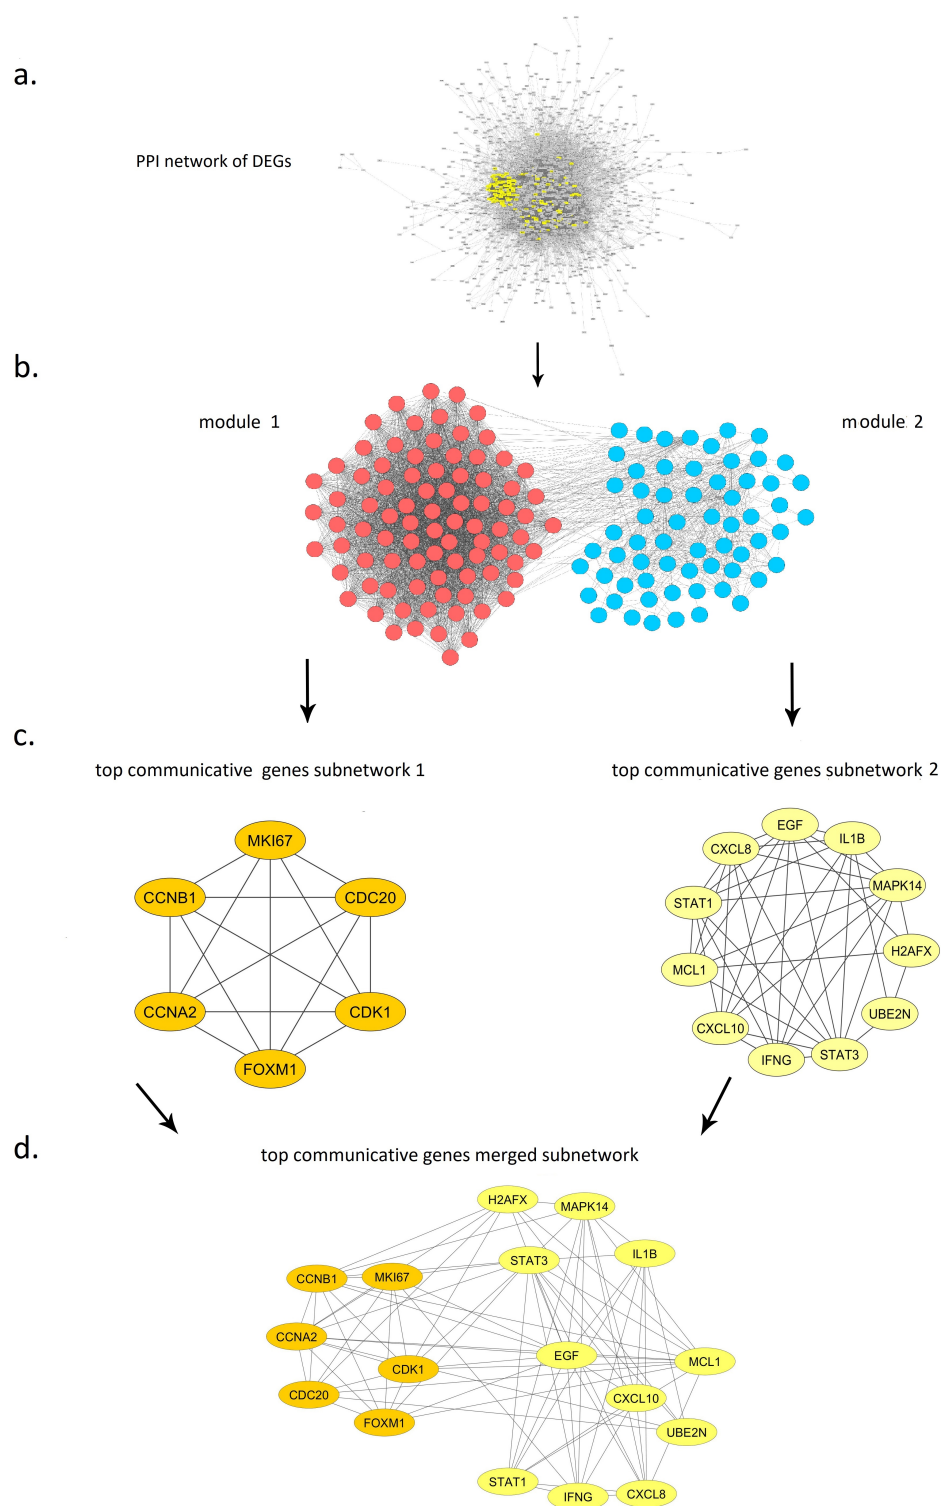 a.
PPI network of DEGs
b.
module 1
module 2
c.
top communicative genes subnetwork 1
top communicative genes subnetwork 2
MKI67
CCNB1
CDC20
CCNA2
CDK1
FOXM1
EGF
CXCL8
IL1B
STAT1
MAPK14
MCL1
H2AFX
CXCL10
UBE2N
IFNG
STAT3
d.
top communicative genes merged subnetwork
H2AFX
MAPK14
STAT3
IL1B
CCNB1
MKI67
CCNA2
EGF
MCL1
CDK1
CDC20
CXCL10
FOXM1
UBE2N
STAT1
IFNG
CXCL8